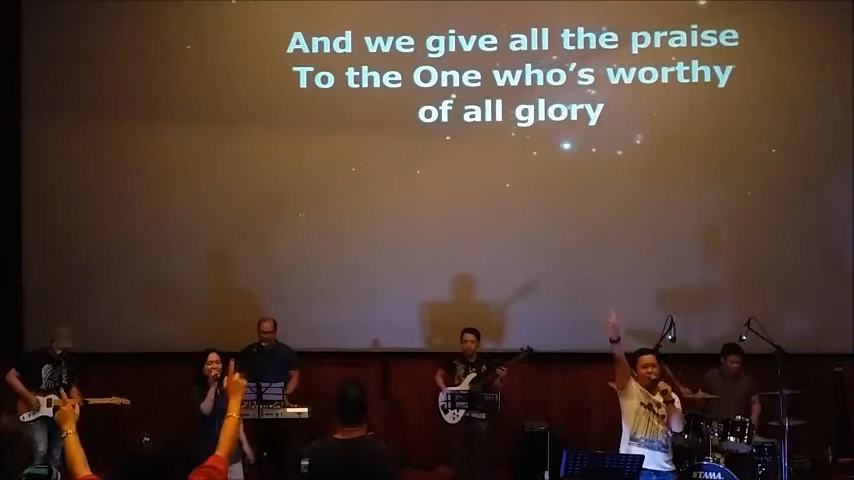 And we give all the praise
To the One who's worthy
of all glory
TAMA